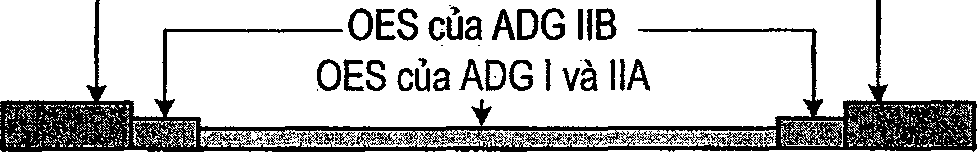 OES của ADG IIB
OES của ADG I và IIA